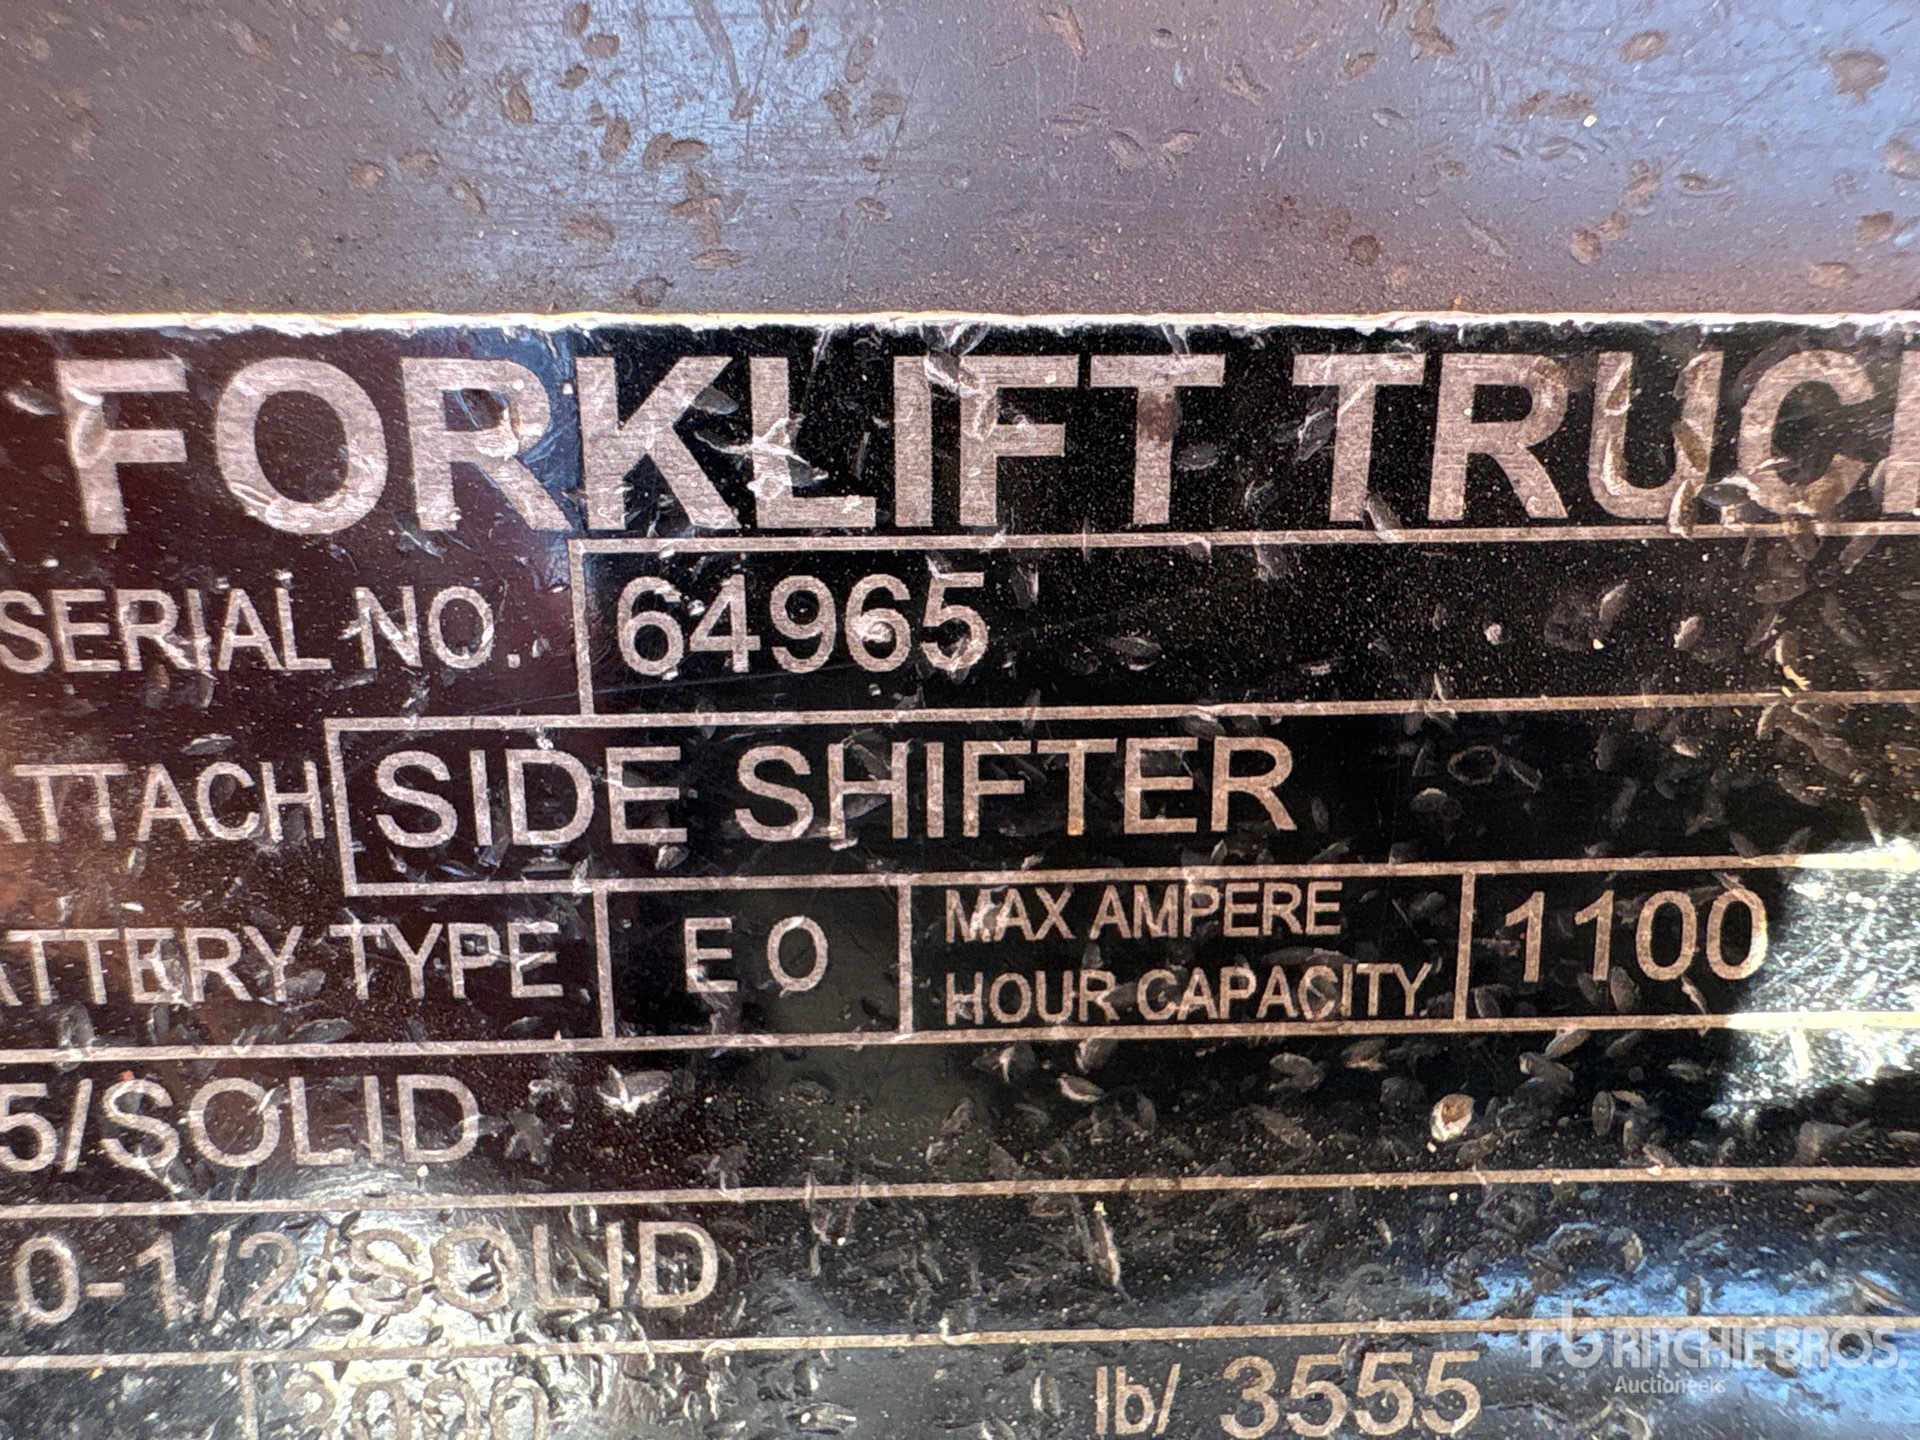 FORKLIFT TRUC
SERIAL NO. 64965
ATTACH SIDE SHIFTER
ATTERY TYPE E O MAX AMPERE HOUR CAPACITY 1100
5/SOLID
0-1/2/SOLID
lb/ 3555
RITCHIE BROS.
Auctioneers